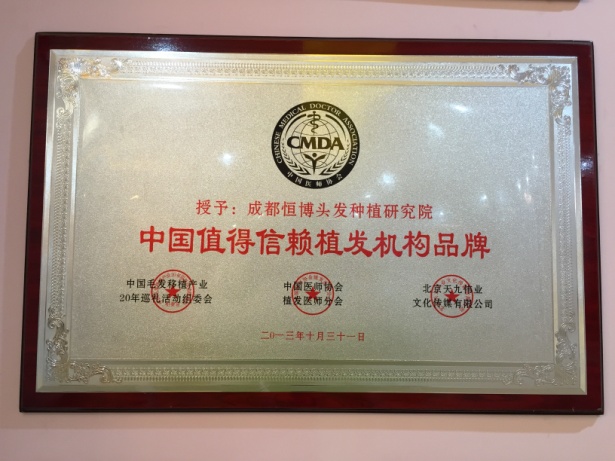 CHINESE MEDICAL DOCTOR ASSOCIATION
CMDA
中国医师协会
授予：成都恒博头发种植研究院
中国值得信赖植发机构品牌
中国毛发移植产业
20年巡礼活动组委会
中国医师协会
植发医师分会
北京天九伟业
文化传媒有限公司
二0一三年十月三十一日